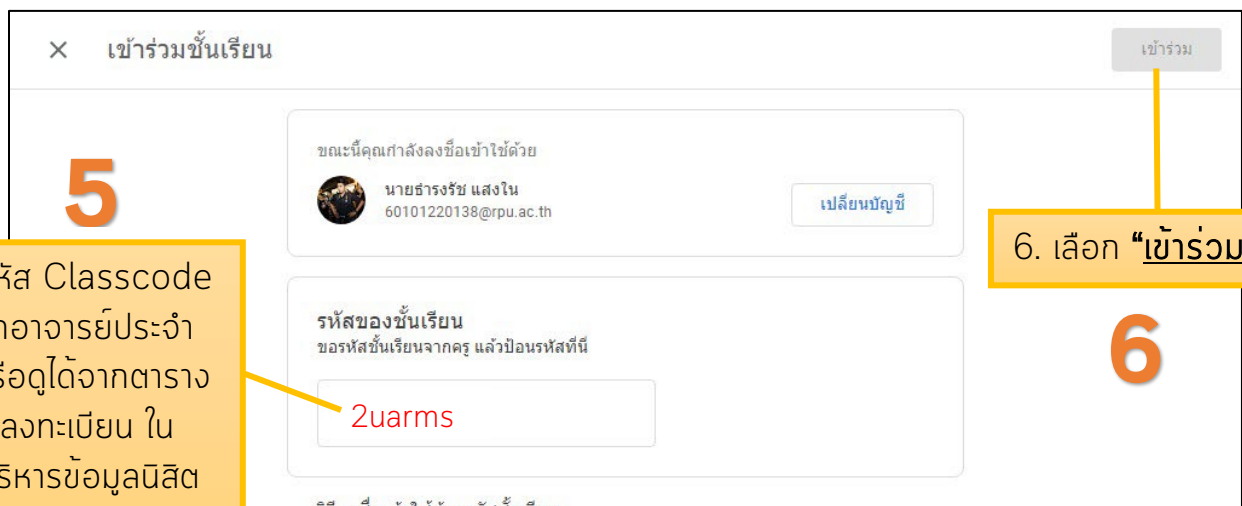 × เข้าร่วมชั้นเรียน
เข้าร่วม
ขณะนี้คุณกำลังลงชื่อเข้าใช้ด้วย
นายธำรงรัช แสงใน
60101220138@rpu.ac.th
เปลี่ยนบัญชี
5
6. เลือก “เข้าร่วม
6
Classcode
อาจารย์ประจำ
รือดูได้จากตาราง
ลงทะเบียน ใน
ริหารข้อมูลนิสิต
รหัสของชั้นเรียน
ขอรหัสชั้นเรียนจากครู แล้วป้อนรหัสที่นี่
2uarms